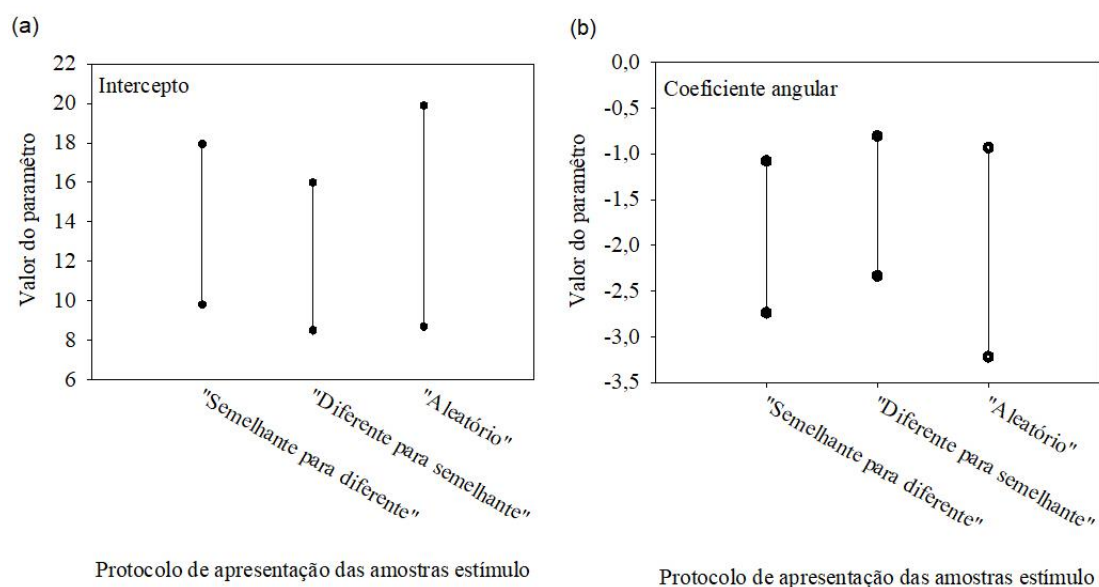 (a)
Intercepto
Valor do paramêtro
22
20
18
16
14
12
10
8
6
"Semelhante para diferente"
"Diferente para semelhante"
"Aleatório"
Protocolo de apresentação das amostras estímulo
(b)
Coeficiente angular
Valor do paramêtro
0,0
-0,5
-1,0
-1,5
-2,0
-2,5
-3,0
-3,5
"Semelhante para diferente"
"Diferente para semelhante"
"Aleatório"
Protocolo de apresentação das amostras estímulo